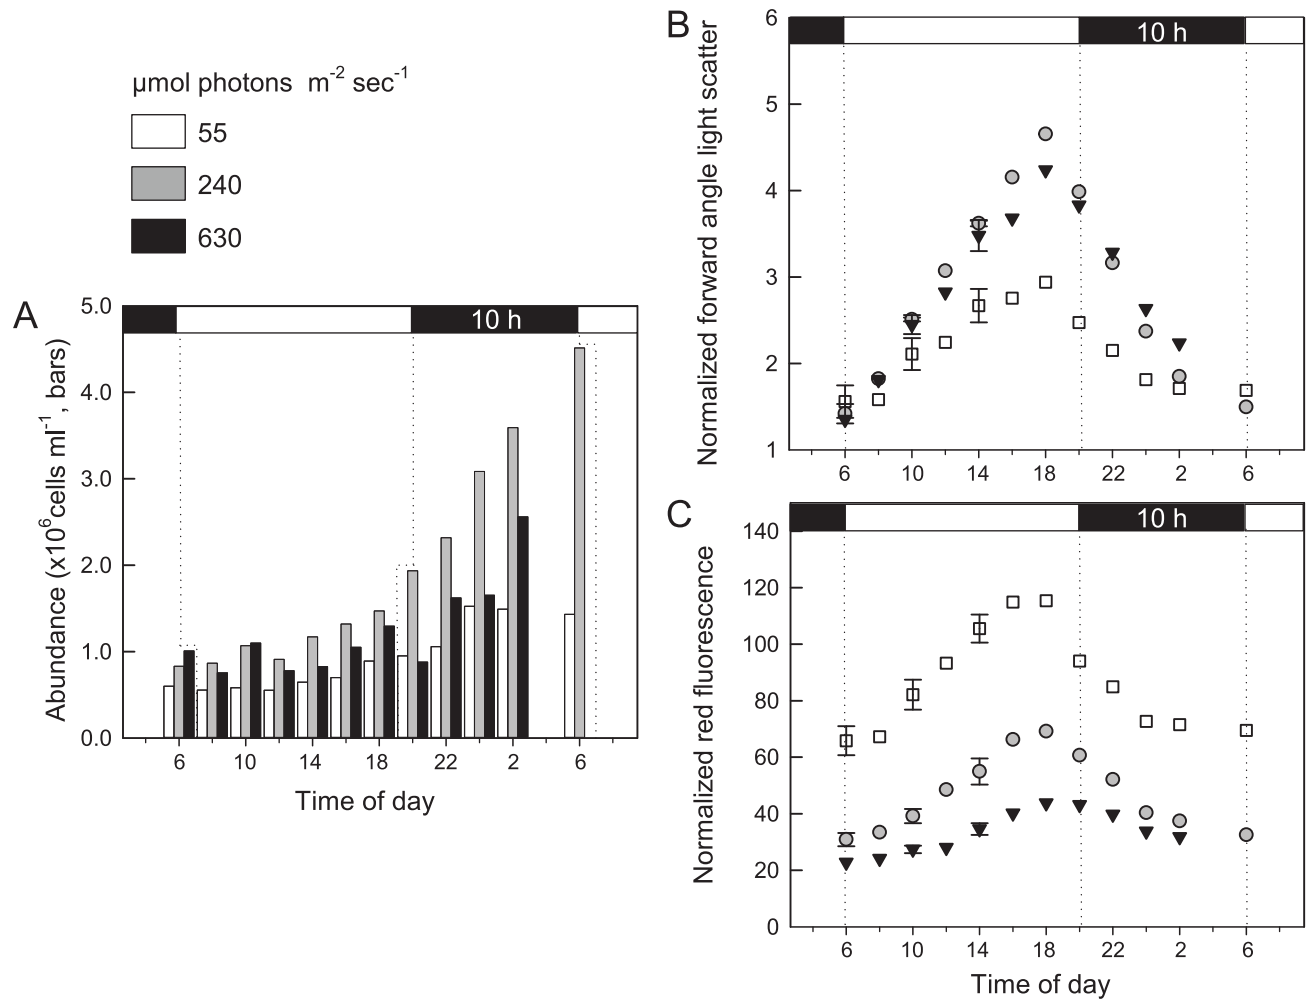 µmol photons m-2 sec-1
55
240
630
A
5.0
4.0
3.0
2.0
1.0
0.0
10 h
Abundance (x10^6cells ml-1, bars)
6 10 14 18 22 2 6
Time of day
B
6
5
4
3
2
1
10 h
Normalized forward angle light scatter
6 10 14 18 22 2 6
C
140
120
100
80
60
40
20
0
10 h
Normalized red fluorescence
6 10 14 18 22 2 6
Time of day